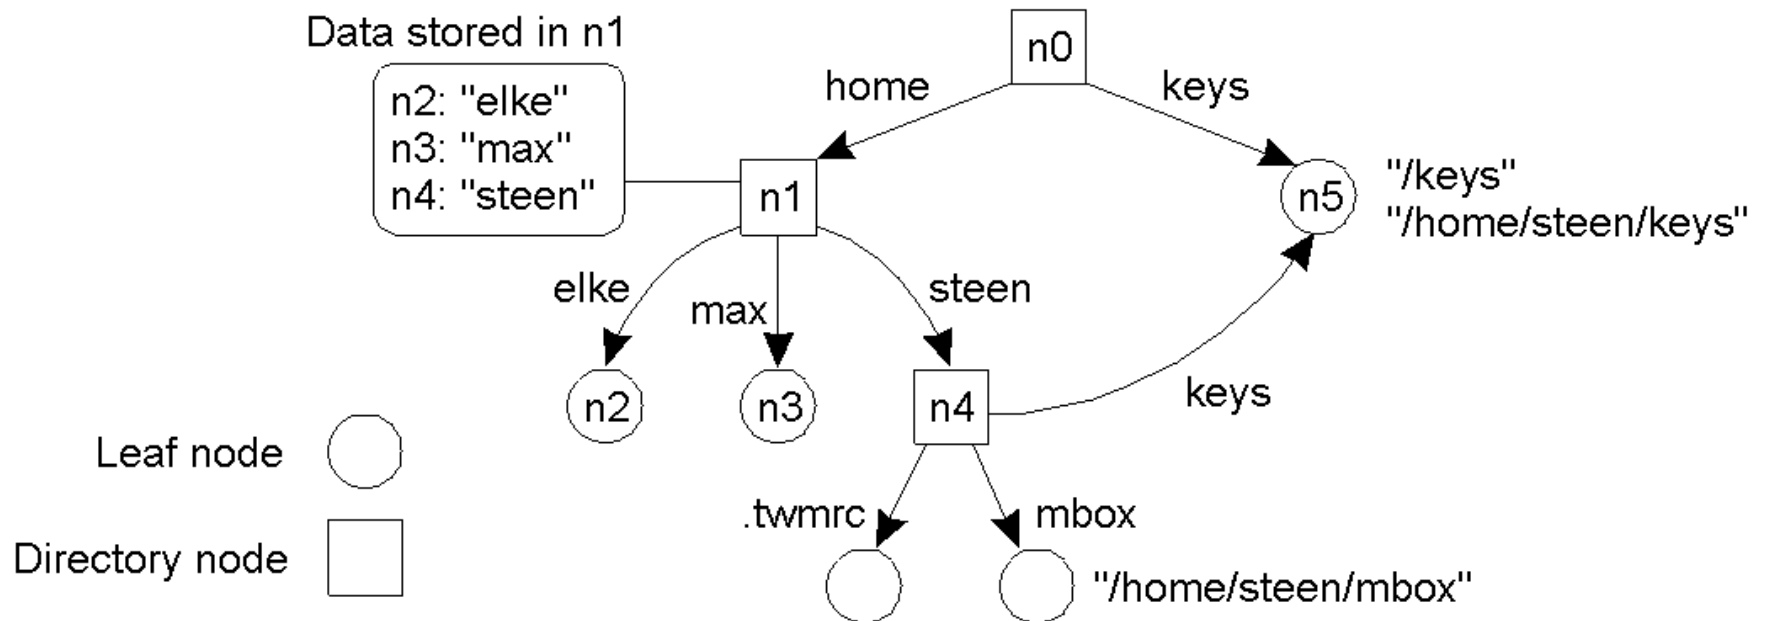 Data stored in n1
n2: "elke"
n3: "max"
n4: "steen"
n0
home
keys
n1
n5
"/keys"
"/home/steen/keys"
elke
max
steen
n2
n3
n4
keys
Leaf node
.twmrc
mbox
Directory node
"/home/steen/mbox"